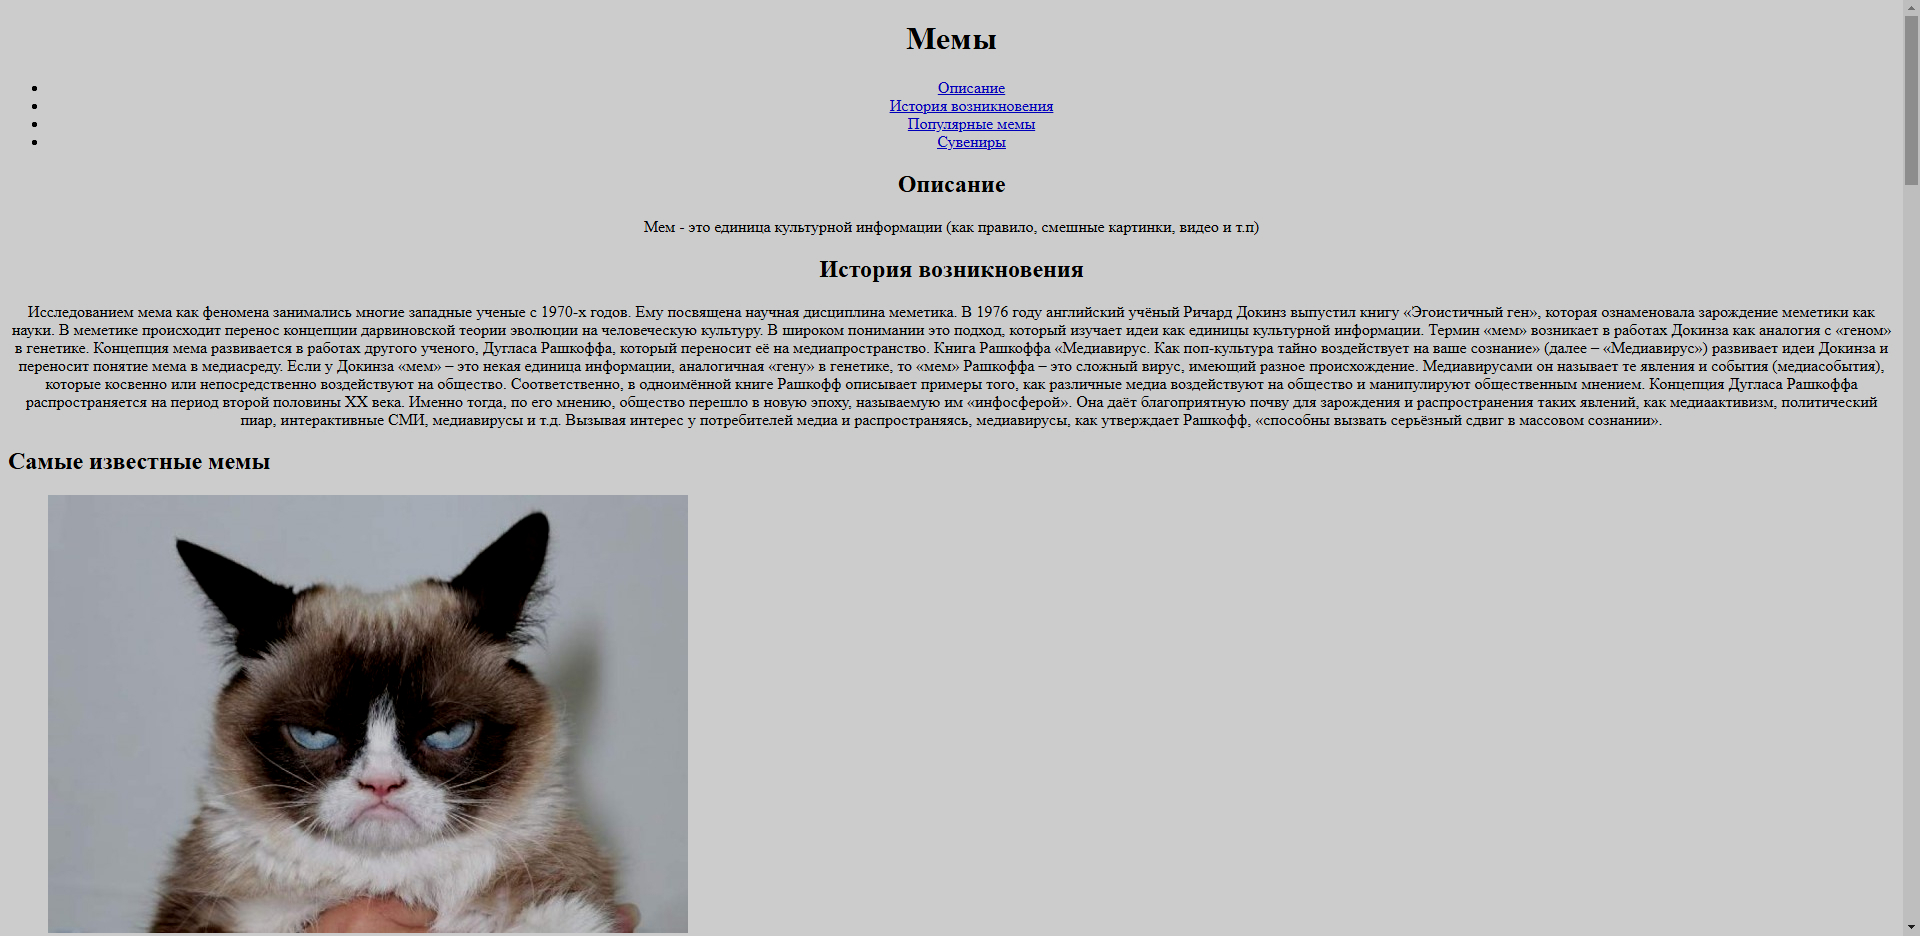 Мемы
Описание
История возникновения
Популярные мемы
Сувениры
Описание
Мем - это единица культурной информации (как правило, смешные картинки, видео и т.п)
История возникновения
Исследованием мема как феномена занимались многие западные ученые с 1970-х годов. Ему посвящена научная дисциплина меметика. В 1976 году английский учёный Ричард Докинз выпустил книгу «Эгоистичный ген», которая ознаменовала зарождение меметики как
науки. В меметике происходит перенос концепции дарвиновской теории эволюции на человеческую культуру. В широком понимании это подход, который изучает идеи как единицы культурной информации. Термин «мем» возникает в работах Докинза как аналогия с «геном»
в генетике. Концепция мема развивается в работах другого ученого, Дугласа Рашкоффа, который переносит её на медиапространство. Книга Рашкоффа «Медиавирус. Как поп-культура тайно воздействует на ваше сознание» (далее – «Медиавирус») развивает идеи Докинза и
переносит понятие мема в медиасреду. Если у Докинза «мем» – это некая единица информации, аналогичная «гену» в генетике, то «мем» Рашкоффа – это сложный вирус, имеющий разное происхождение. Медиавирусами он называет те явления и события (медиасобытия),
которые косвенно или непосредственно воздействуют на общество. Соответственно, в одноимённой книге Рашкофф описывает примеры того, как различные медиа воздействуют на общество и манипулируют общественным мнением. Концепция Дугласа Рашкоффа
распространяется на период второй половины XX века. Именно тогда, по его мнению, общество перешло в новую эпоху, называемую им «инфосферой». Она даёт благоприятную почву для зарождения и распространения таких явлений, как медиаактивизм, политический
пиар, интерактивные СМИ, медиавирусы и т.д. Вызывая интерес у потребителей медиа и распространяясь, медиавирусы, как утверждает Рашкофф, «способны вызвать серьёзный сдвиг в массовом сознании».
Самые известные мемы